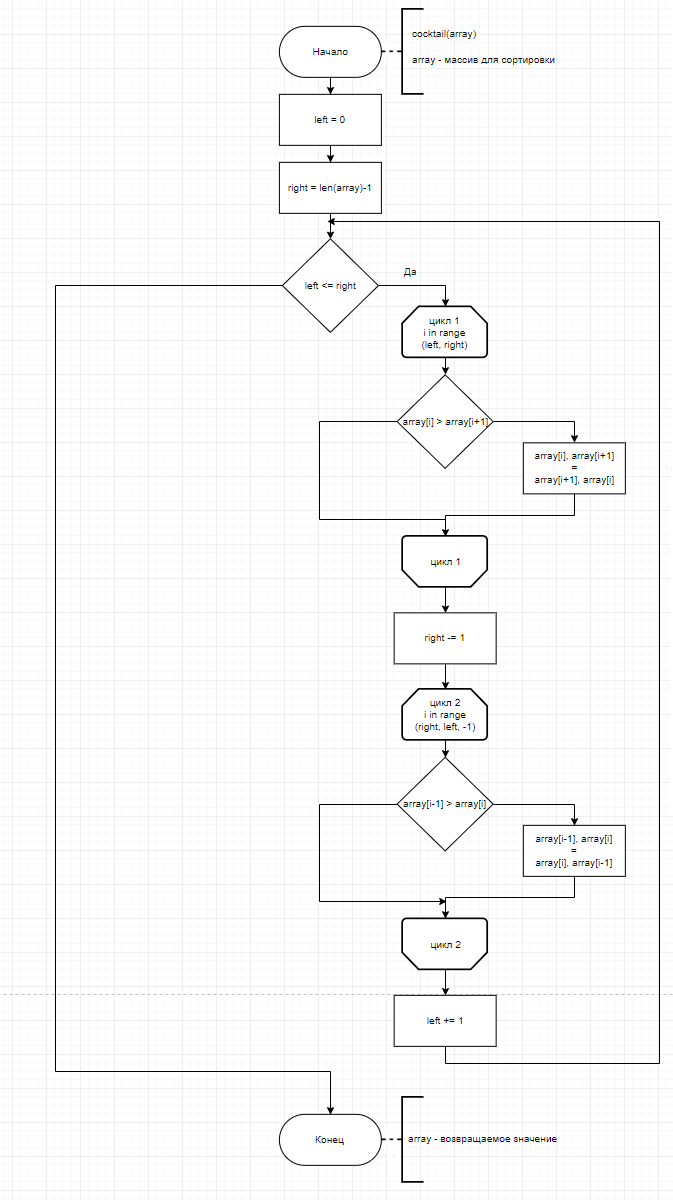 Начало
cocktail(array)
array - массив для сортировки
left = 0
right = len(array)-1
left <= right
Да
цикл 1
i in range
(left, right)
array[i] > array[i+1]
array[i], array[i+1]
=
array[i+1], array[i]
цикл 1
right -= 1
цикл 2
i in range
(right, left, -1)
array[i-1] > array[i]
array[i-1], array[i]
=
array[i], array[i-1]
цикл 2
left += 1
Конец
array - возвращаемое значение